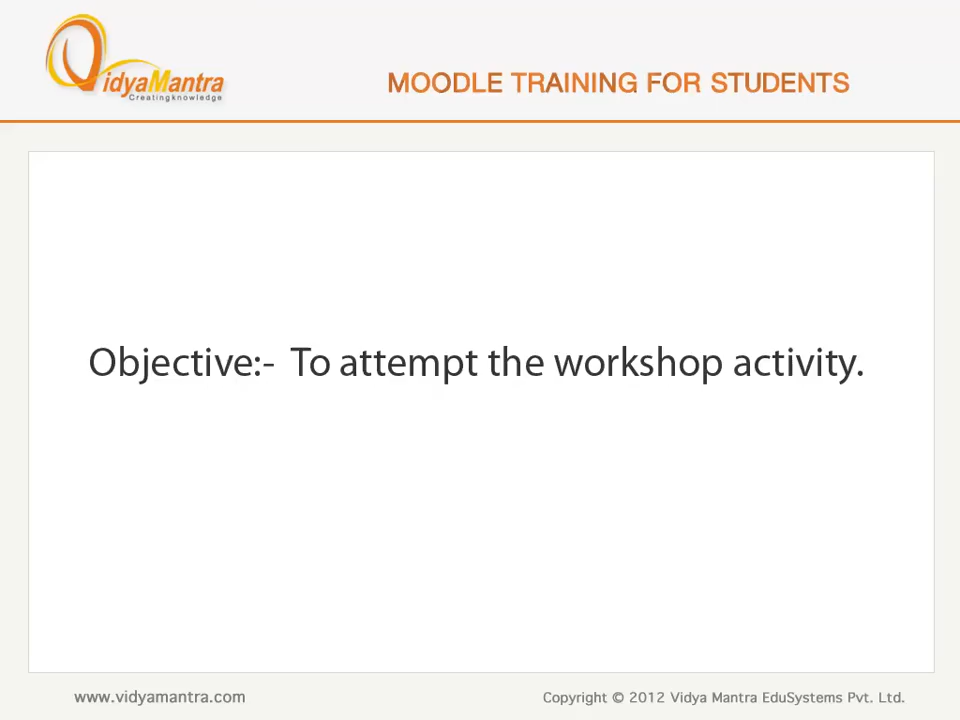 VidyaMantra
Creatingknowledge
MOODLE TRAINING FOR STUDENTS
Objective:- To attempt the workshop activity.
www.vidyamantra.com
Copyright © 2012 Vidya Mantra EduSystems Pvt. Ltd.